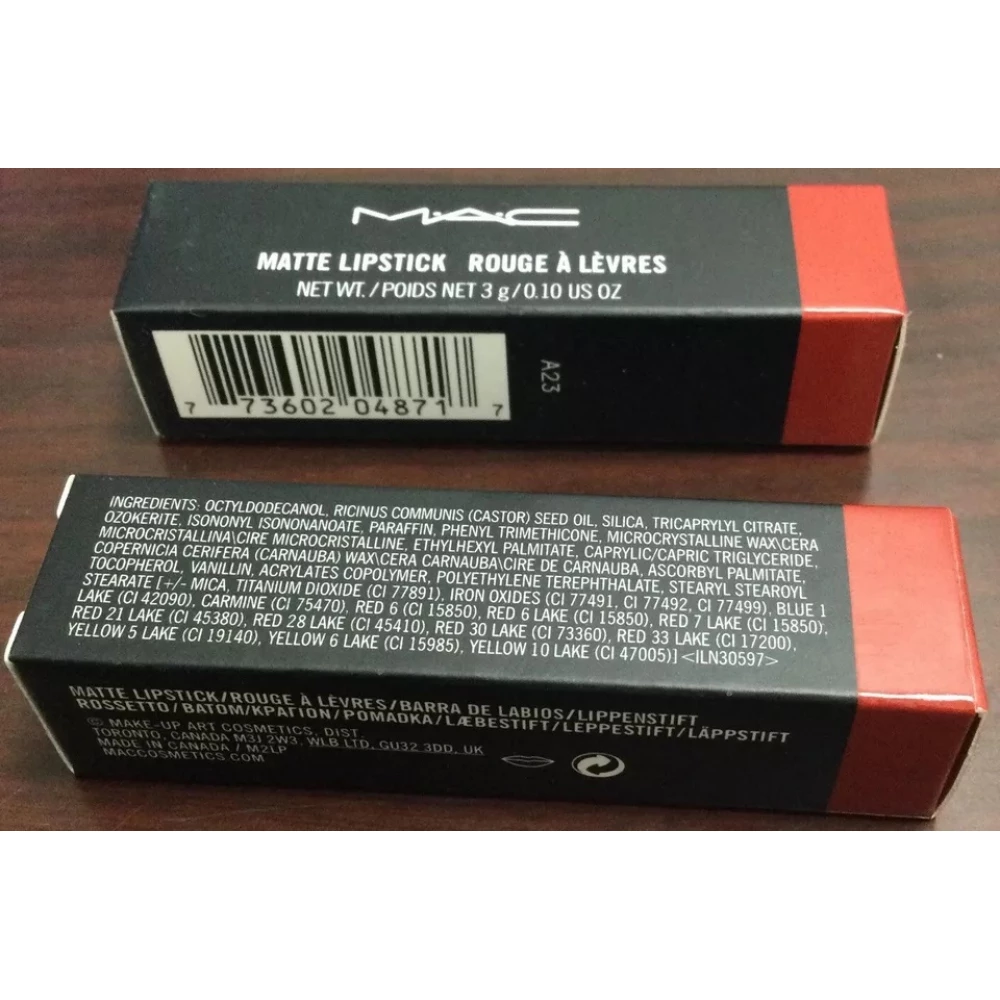 M·A·C
MATTE LIPSTICK ROUGE À LÈVRES
NET WT./POIDS NET 3 g/0.10 US OZ
7 73602 04871 7
A23
INGREDIENTS: OCTYLDODECANOL, RICINUS COMMUNIS (CASTOR) SEED OIL, SILICA, TRICAPRYLYL CITRATE,
OZOKERITE, ISONONYL ISONONANOATE, PARAFFIN, PHENYL TRIMETHICONE, MICROCRYSTALLINE WAX\CERA
MICROCRISTALLINA\CIRE MICROCRISTALLINE, ETHYLHEXYL PALMITATE, CAPRYLIC/CAPRIC TRIGLYCERIDE,
COPERNICIA CERIFERA (CARNAUBA) WAX\CERA CARNAUBA\CIRE DE CARNAUBA, ASCORBYL PALMITATE,
TOCOPHEROL, VANILLIN, ACRYLATES COPOLYMER, POLYETHYLENE TEREPHTHALATE, STEARYL STEAROYL
STEARATE [+/- MICA, TITANIUM DIOXIDE (CI 77891), IRON OXIDES (CI 77491, CI 77492, CI 77499), BLUE 1
LAKE (CI 42090), CARMINE (CI 75470), RED 6 (CI 15850), RED 6 LAKE (CI 15850), RED 7 LAKE (CI 15850),
RED 21 LAKE (CI 45380), RED 28 LAKE (CI 45410), RED 30 LAKE (CI 73360), RED 33 LAKE (CI 17200),
YELLOW 5 LAKE (CI 19140), YELLOW 6 LAKE (CI 15985), YELLOW 10 LAKE (CI 47005)] <ILN30597>
MATTE LIPSTICK/ROUGE À LÈVRES/BARRA DE LABIOS/LIPPENSTIFT
ROSSETTO/BATOM/ΚΡΑΓΙΟΝ/POMADKA/LÆBESTIFT/LEPPESTIFT/LÄPPSTIFT
© MAKE-UP ART COSMETICS, DIST.
TORONTO, CANADA M3J 2W3, WLB LTD, GU32 3DD, UK
MADE IN CANADA / M2LP
MACCOSMETICS.COM